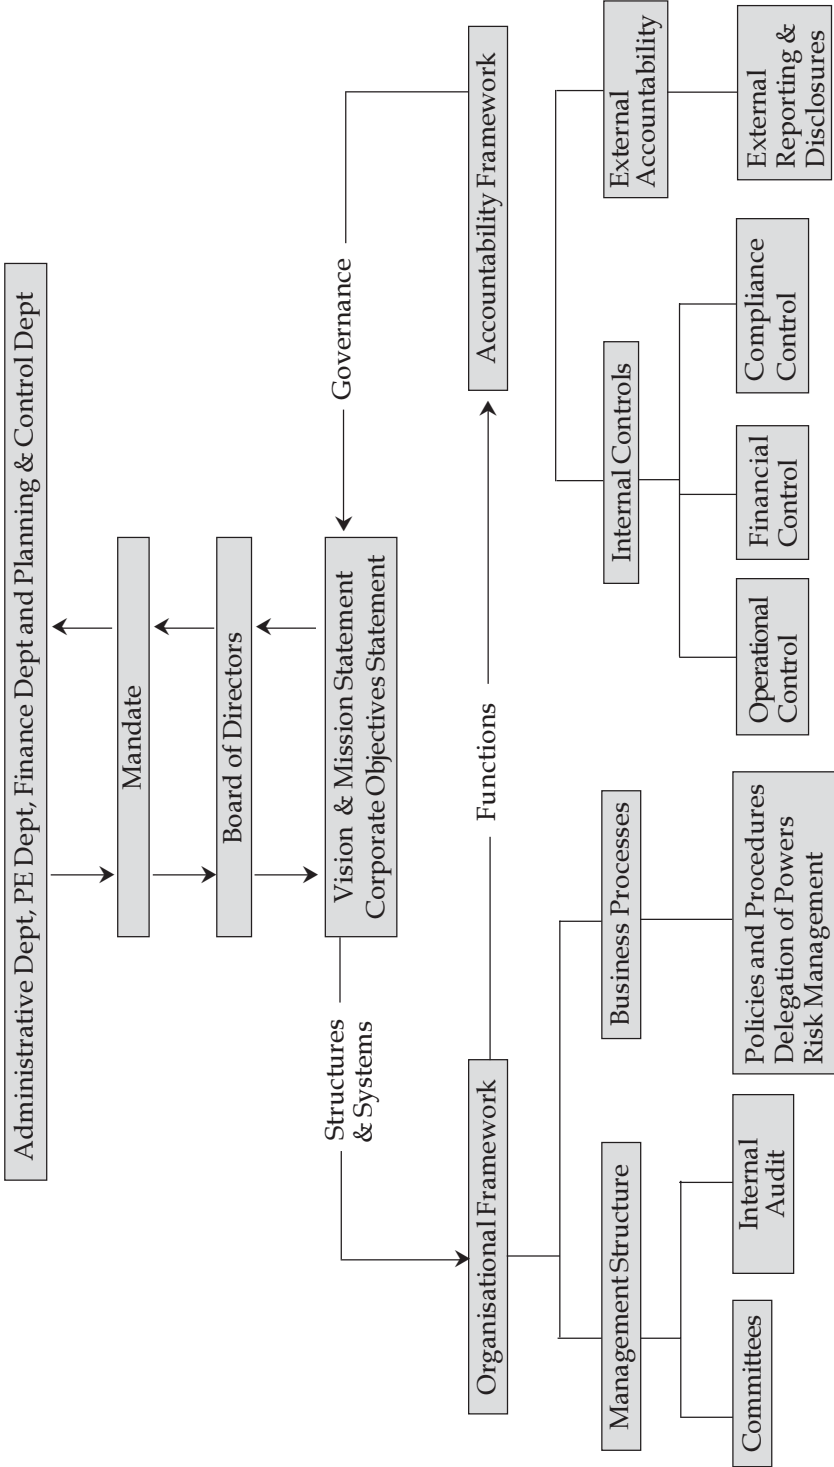 Administrative Dept, PE Dept, Finance Dept and Planning & Control Dept
Mandate
Board of Directors
Vision & Mission Statement
Corporate Objectives Statement
Structures
& Systems
Governance
Organisational Framework
Functions
Accountability Framework
Management Structure
Business Processes
Internal Controls
External
Accountability
Committees
Internal
Audit
Policies and Procedures
Delegation of Powers
Risk Management
Operational
Control
Financial
Control
Compliance
Control
External
Reporting &
Disclosures